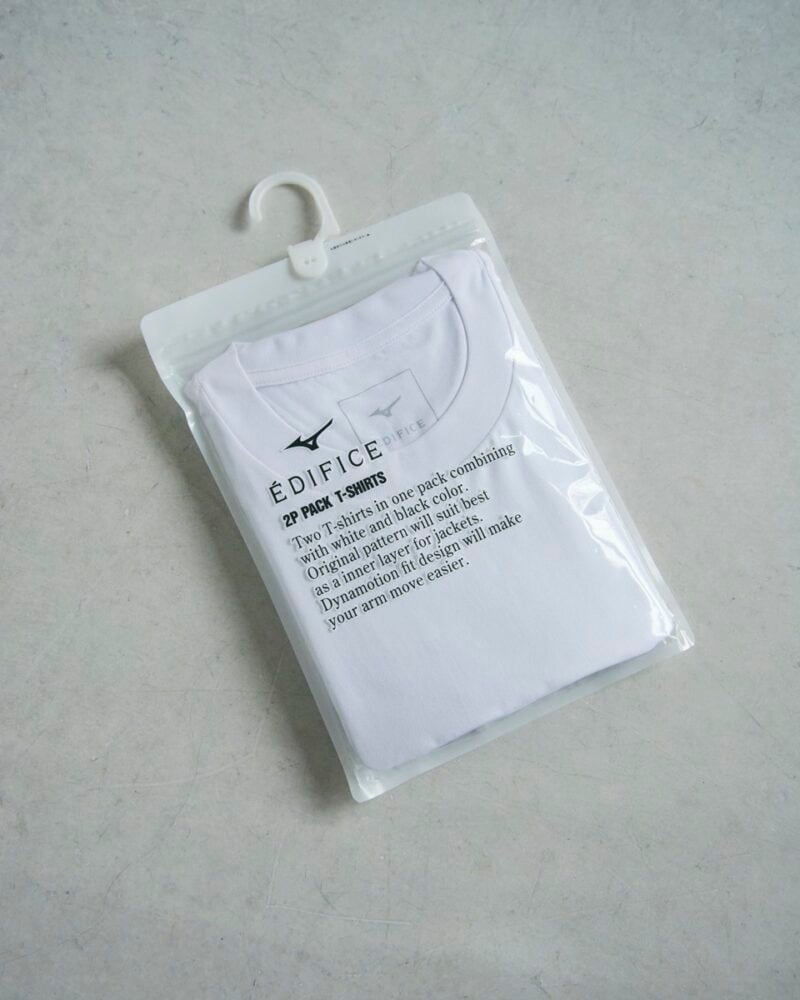 ÉDIFICE
ÉDIFICE
2P PACK T-SHIRTS
Two T-shirts in one pack combining
with white and black color.
Original pattern will suit best
as a inner layer for jackets.
Dynamotion fit design will make
your arm move easier.